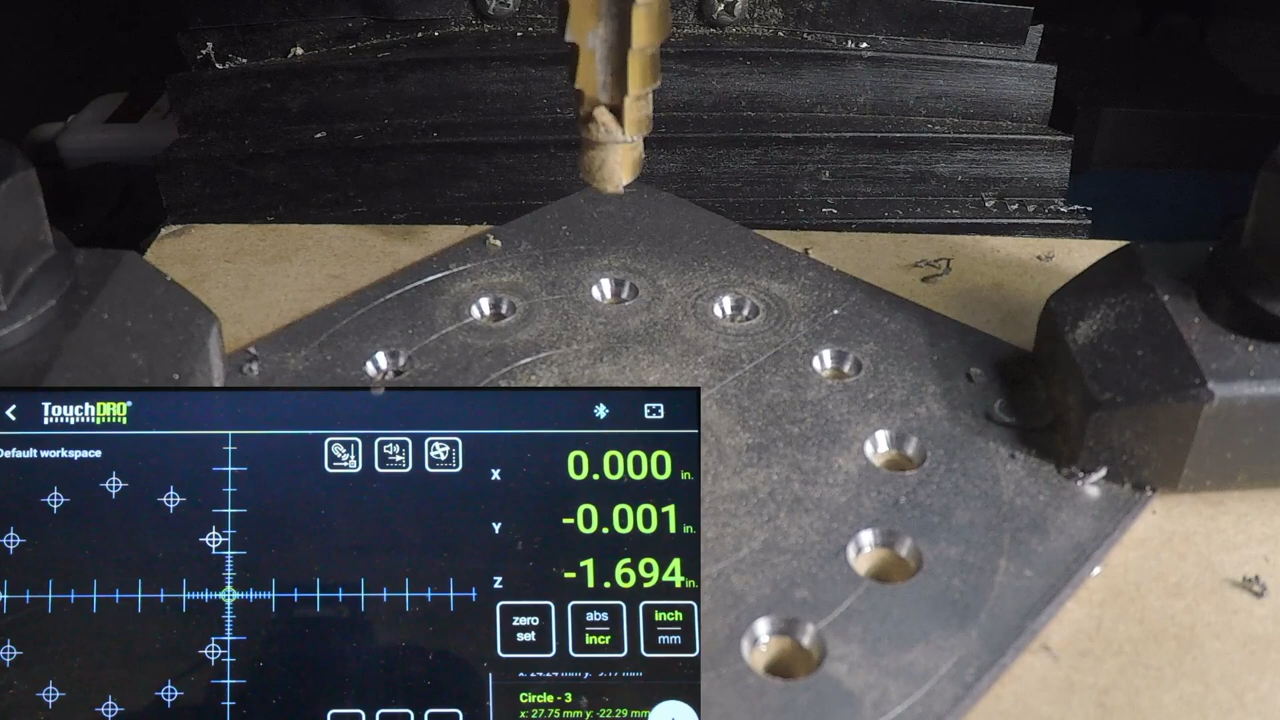 TouchDRO®
Default workspace
X 0.000 in.
Y -0.001 in.
Z -1.694 in.
zero
set
abs
incr
inch
mm
Circle - 3
x: 27.75 mm y: -22.29 mm